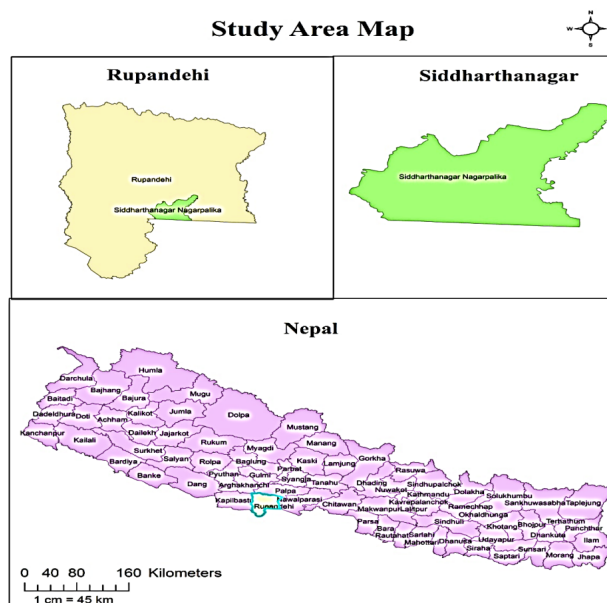 Study Area Map
N
W
E
S
Rupandehi
Siddharthanagar
Rupandehi
Siddharthanagar Nagarpalika
Siddharthanagar Nagarpalika
Nepal
Humla
Darchula
Bajhang
Mugu
Baitadi
Bajura
Dolpa
Dadeldhura
Doti
Achham
Kalikot
Jumla
Mustang
Kanchanpur
Dailekh
Jajarkot
Manang
Kailali
Rukum
Myagdi
Gorkha
Surkhet
Kaski
Lamjung
Rasuwa
Bardiya
Salyan
Rolpa
Baglung
Parbat
Banke
Pyuthan
Gulmi
Syangja
Tanahu
Dhading
Sindhupalchok
Dang
Arghakhanchi
Palpa
Nuwakot
Kathmandu
Dolakha
Solukhumbu
Sankhuwasabha
Taplejung
Kapilbastu
Nawalparasi
Chitawan
Makwanpur
Lalitpur
Kavrepalanchok
Ramechhap
Rupandehi
Okhaldhunga
Parsa
Sindhuli
Khotang
Bhojpur
Terhathum
Panchthar
Bara
Rautahat
Sarlahi
Dhanusa
Udayapur
Dhankuta
Ilam
Mahottari
Siraha
Saptari
Sunsari
Morang
Jhapa
0 40 80 160 Kilometers
1 cm = 45 km